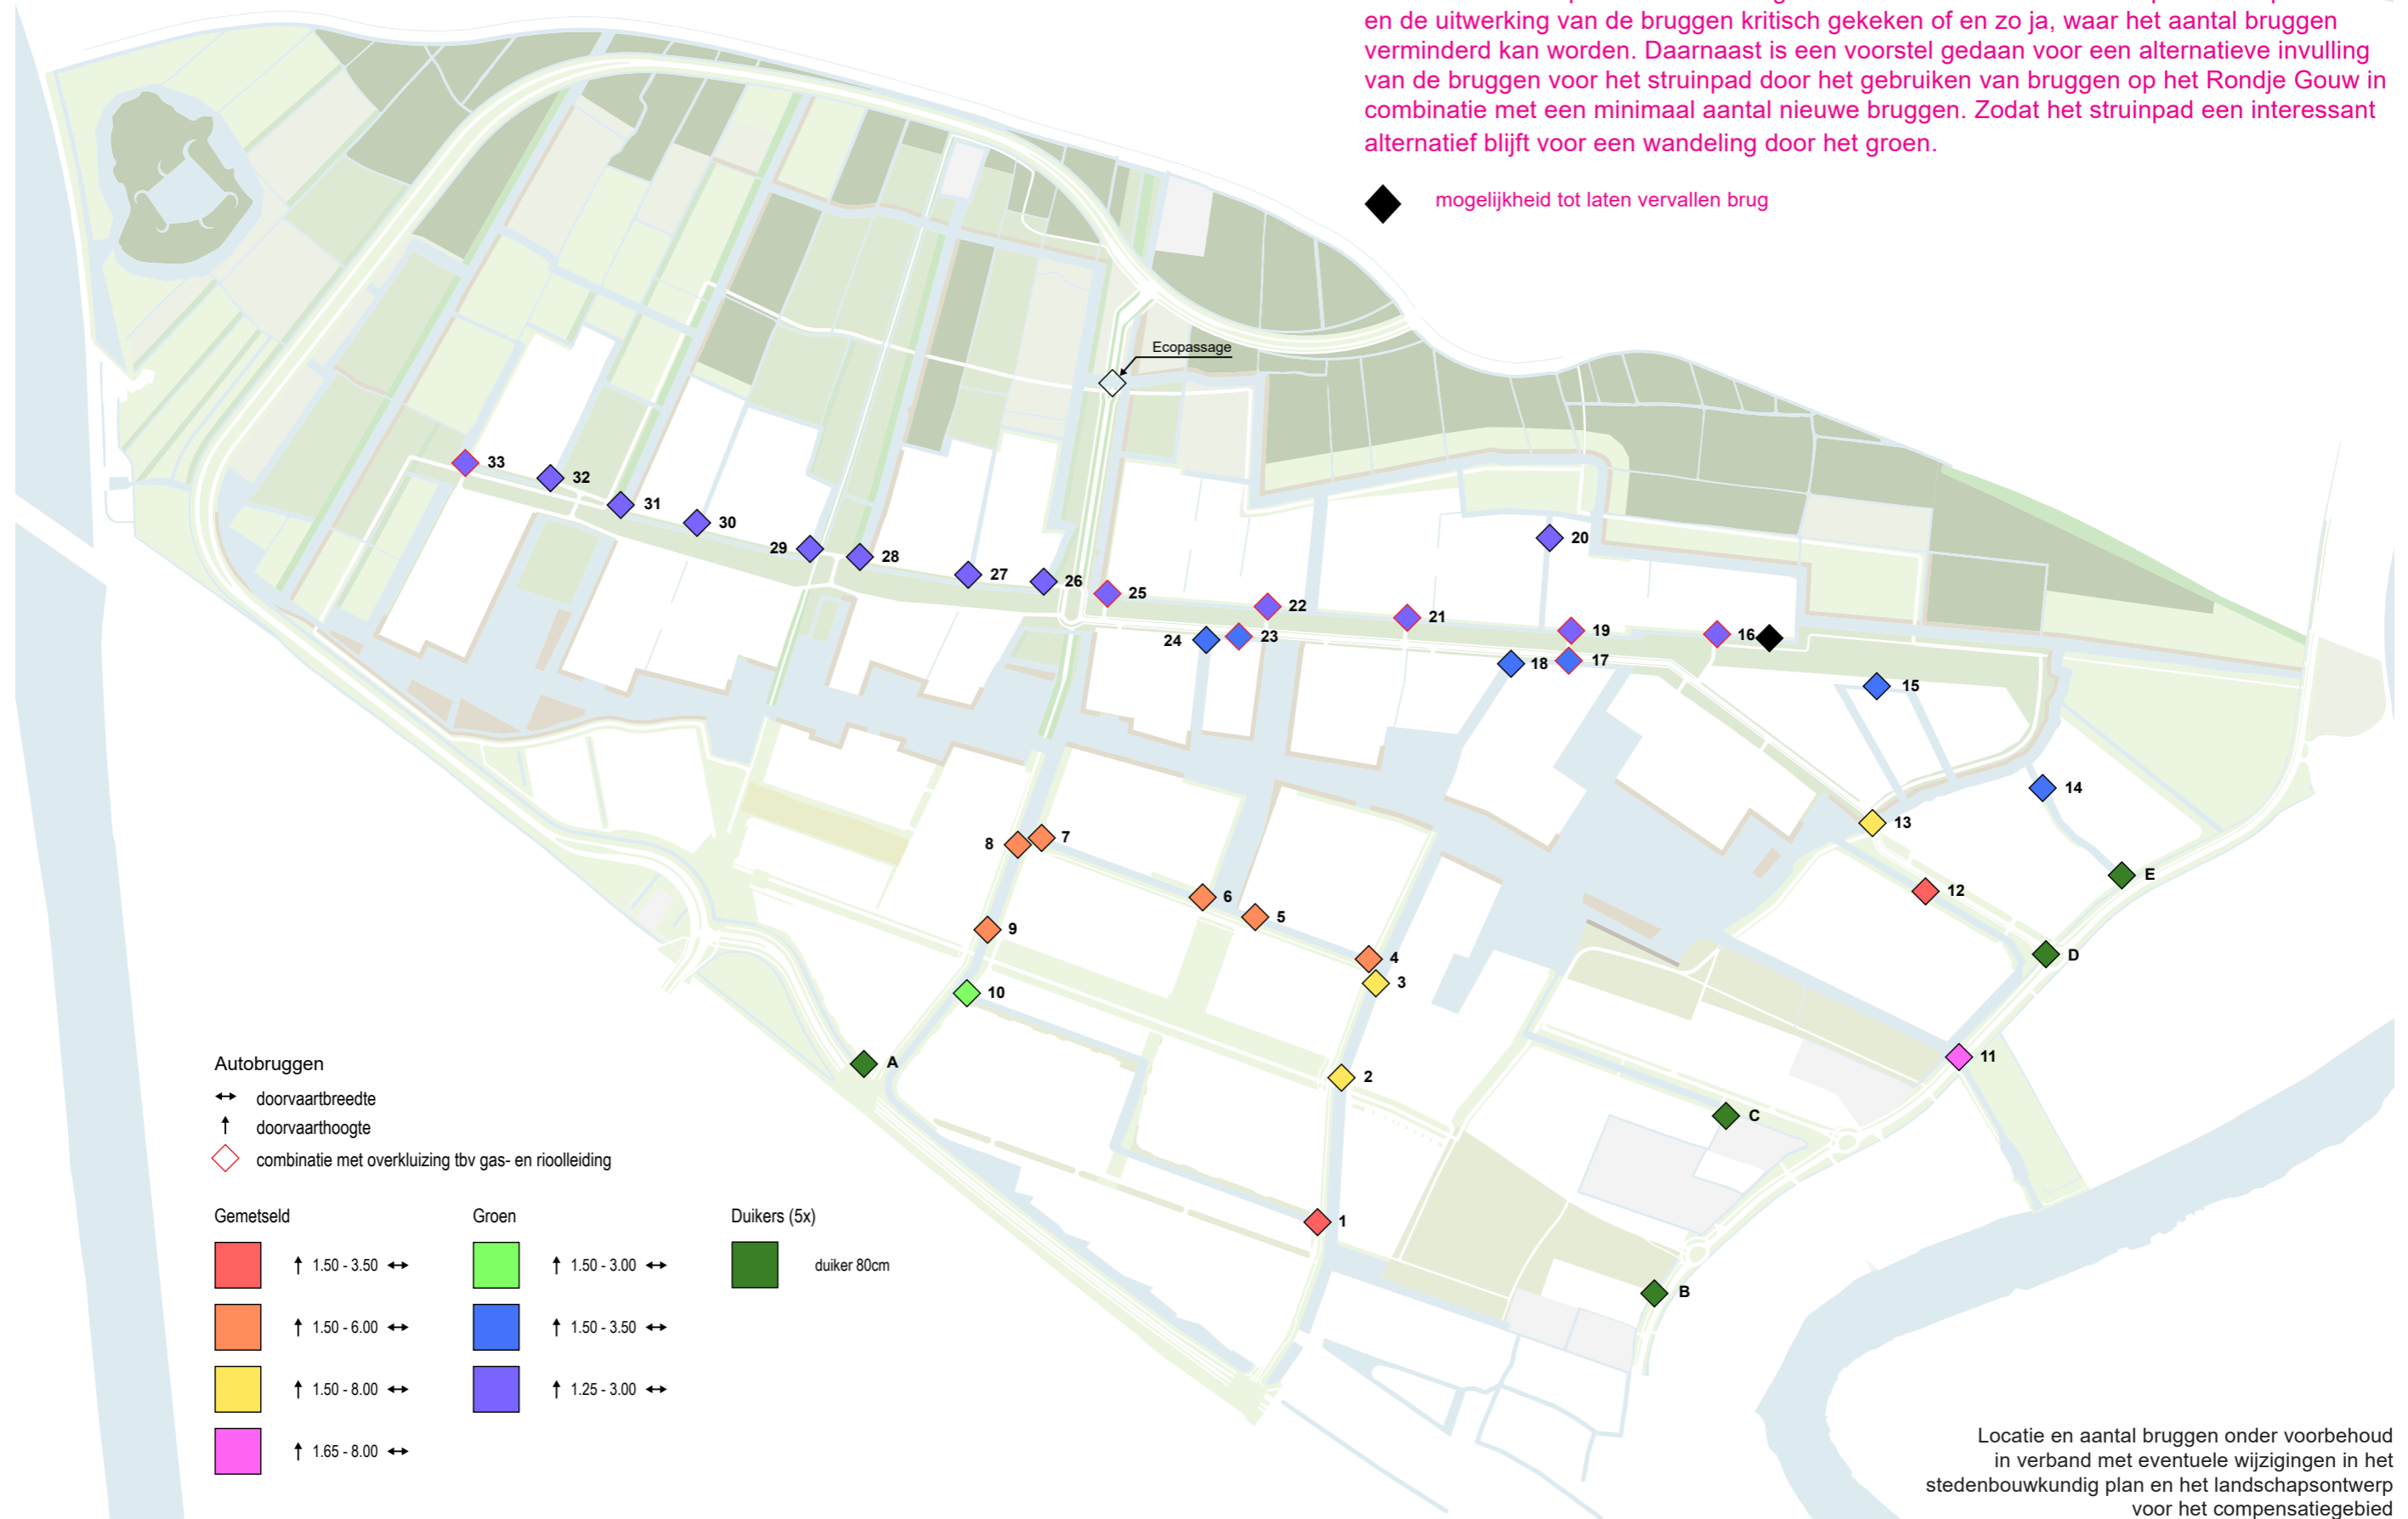 en de uitwerking van de bruggen kritisch gekeken of en zo ja, waar het aantal bruggen
verminderd kan worden. Daarnaast is een voorstel gedaan voor een alternatieve invulling
van de bruggen voor het struinpad door het gebruiken van bruggen op het Rondje Gouw in
combinatie met een minimaal aantal nieuwe bruggen. Zodat het struinpad een interessant
alternatief blijft voor een wandeling door het groen.
mogelijkheid tot laten vervallen brug
Ecopassage
33
32
31
30
29
28
27
26
25
22
21
20
24
23
19
16
18
17
15
14
13
8
7
12
E
6
5
9
4
D
3
10
11
A
2
C
1
B
Autobruggen
doorvaartbreedte
doorvaarthoogte
combinatie met overkluizing tbv gas- en rioolleiding
Gemetseld
Groen
Duikers (5x)
1.50 - 3.50
1.50 - 3.00
duiker 80cm
1.50 - 6.00
1.50 - 3.50
1.50 - 8.00
1.25 - 3.00
1.65 - 8.00
Locatie en aantal bruggen onder voorbehoud
in verband met eventuele wijzigingen in het
stedenbouwkundig plan en het landschapsontwerp
voor het compensatiegebied